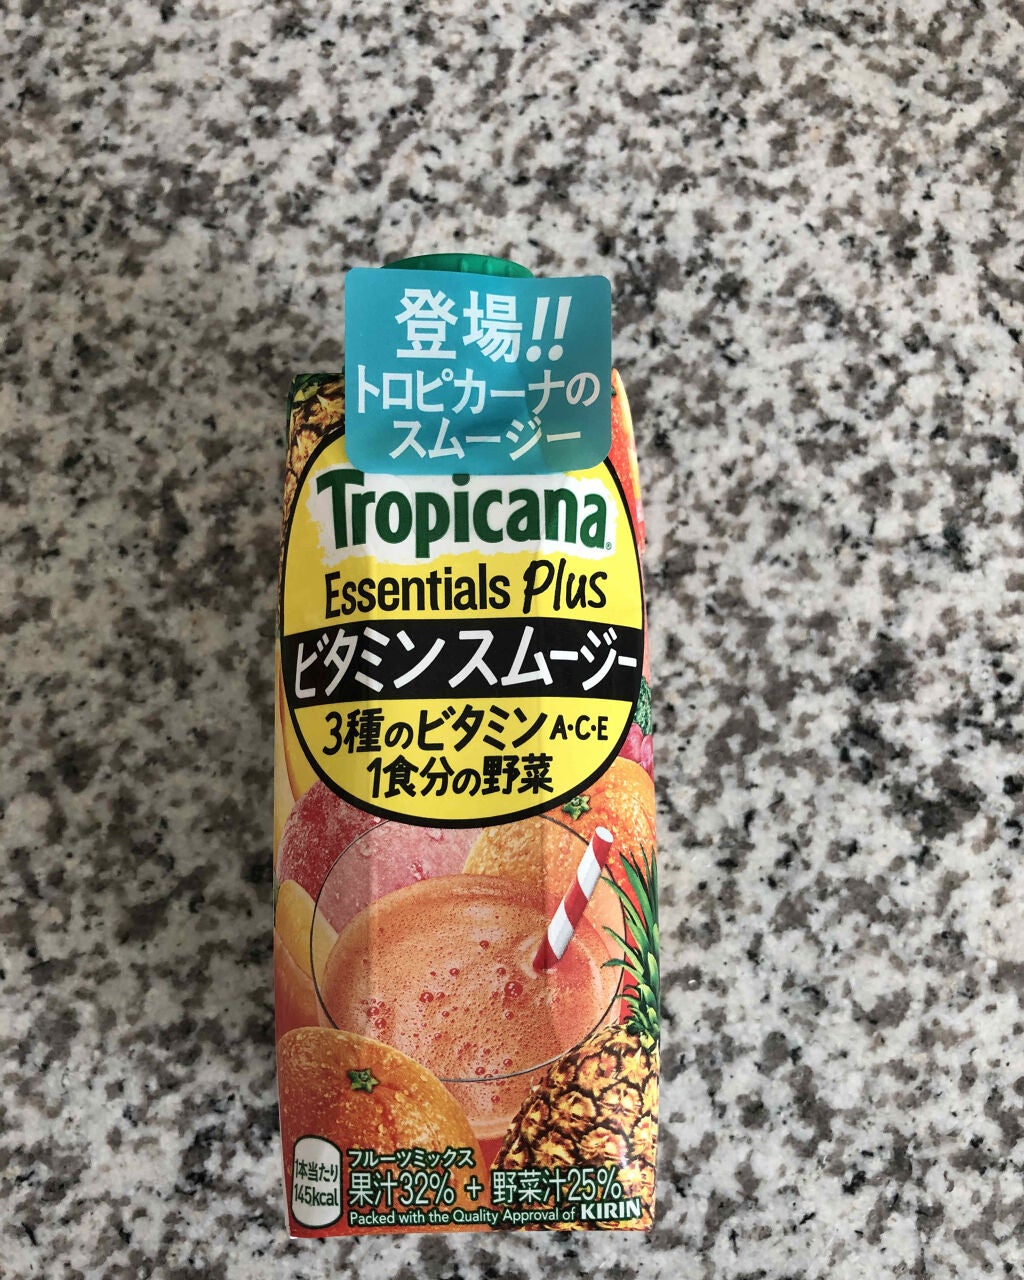 登場!!
トロピカーナの
スムージー
Tropicana®
Essentials Plus
ビタミンスムージー
3種のビタミンA・C・E
1食分の野菜
1本当たり
145kcal
フルーツミックス
果汁32% + 野菜汁25%
Packed with the Quality Approval of KIRIN